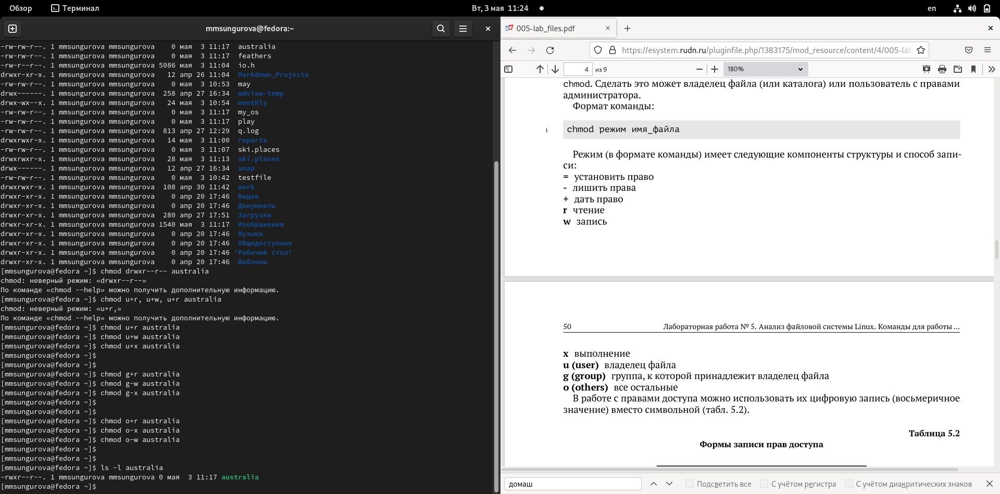 Обзор
Терминал
Вт, 3 мая 11:24
en
mmsungurova@fedora:~
-rw-rw-r--. 1 mmsungurova mmsungurova    0 мая  3 11:17  australia
-rw-rw-r--. 1 mmsungurova mmsungurova    0 мая  3 11:17  feathers
-rw-r--r--. 1 mmsungurova mmsungurova 5086 мая  3 11:04  io.h
drwxr-xr-x. 1 mmsungurova mmsungurova   12 апр 26 11:04  Markdown_Projects
-rw-rw-r--. 1 mmsungurova mmsungurova    0 мая  3 10:53  may
drwx------. 1 mmsungurova mmsungurova  258 апр 27 16:34  mdview-temp
drwx-wx--x. 1 mmsungurova mmsungurova   24 мая  3 10:54  monthly
-rw-rw-r--. 1 mmsungurova mmsungurova    0 мая  3 11:17  my_os
-rw-rw-r--. 1 mmsungurova mmsungurova    0 мая  3 11:17  play
-rw-rw-r--. 1 mmsungurova mmsungurova  813 апр 27 12:29  q.log
drwxrwxr-x. 1 mmsungurova mmsungurova   14 мая  3 11:00  reports
-rw-rw-r--. 1 mmsungurova mmsungurova    0 мая  3 11:07  ski.places
drwxrwxr-x. 1 mmsungurova mmsungurova   28 мая  3 11:13  ski.plases
drwx------. 1 mmsungurova mmsungurova   12 апр 27 16:34  snap
-rw-rw-r--. 1 mmsungurova mmsungurova    0 мая  3 10:42  testfile
drwxrwxr-x. 1 mmsungurova mmsungurova  108 апр 30 11:42  work
drwxr-xr-x. 1 mmsungurova mmsungurova    0 апр 20 17:46  Видео
drwxr-xr-x. 1 mmsungurova mmsungurova    0 апр 20 17:46  Документы
drwxr-xr-x. 1 mmsungurova mmsungurova  280 апр 27 17:51  Загрузки
drwxr-xr-x. 1 mmsungurova mmsungurova 1540 мая  3 11:17  Изображения
drwxr-xr-x. 1 mmsungurova mmsungurova    0 апр 20 17:46  Музыка
drwxr-xr-x. 1 mmsungurova mmsungurova    0 апр 20 17:46  Общедоступные
drwxr-xr-x. 1 mmsungurova mmsungurova    0 апр 20 17:46 'Рабочий стол'
drwxr-xr-x. 1 mmsungurova mmsungurova    0 апр 20 17:46  Шаблоны
[mmsungurova@fedora ~]$ chmod drwxr--r-- australia
chmod: неверный режим: «drwxr--r--»
По команде «chmod --help» можно получить дополнительную информацию.
[mmsungurova@fedora ~]$ chmod u+r, u+w, u+r australia
chmod: неверный режим: «u+r,»
По команде «chmod --help» можно получить дополнительную информацию.
[mmsungurova@fedora ~]$ chmod u+r australia
[mmsungurova@fedora ~]$ chmod u+w australia
[mmsungurova@fedora ~]$ chmod u+x australia
[mmsungurova@fedora ~]$
[mmsungurova@fedora ~]$
[mmsungurova@fedora ~]$ chmod g+r australia
[mmsungurova@fedora ~]$ chmod g-w australia
[mmsungurova@fedora ~]$ chmod g-x australia
[mmsungurova@fedora ~]$
[mmsungurova@fedora ~]$
[mmsungurova@fedora ~]$ chmod o+r australia
[mmsungurova@fedora ~]$ chmod o-x australia
[mmsungurova@fedora ~]$ chmod o-w australia
[mmsungurova@fedora ~]$
[mmsungurova@fedora ~]$
[mmsungurova@fedora ~]$ ls -l australia
-rwxr--r--. 1 mmsungurova mmsungurova 0 мая  3 11:17 australia
[mmsungurova@fedora ~]$
005-lab_files.pdf
https://esystem.rudn.ru/pluginfile.php/1383175/mod_resource/content/4/005-lab
4 из 9
180%
chmod. Сделать это может владелец файла (или каталога) или пользователь с правами
администратора.
Формат команды:
1 chmod режим имя_файла
Режим (в формате команды) имеет следующие компоненты структуры и способ запи-
си:
= установить право
- лишить права
+ дать право
r чтение
w запись
50 Лабораторная работа № 5. Анализ файловой системы Linux. Команды для работы ...
x выполнение
u (user) владелец файла
g (group) группа, к которой принадлежит владелец файла
o (others) все остальные
В работе с правами доступа можно использовать их цифровую запись (восьмеричное
значение) вместо символьной (табл. 5.2).
Таблица 5.2
Формы записи прав доступа
домаш
Подсветить все
С учётом регистра
С учётом диакритических знаков